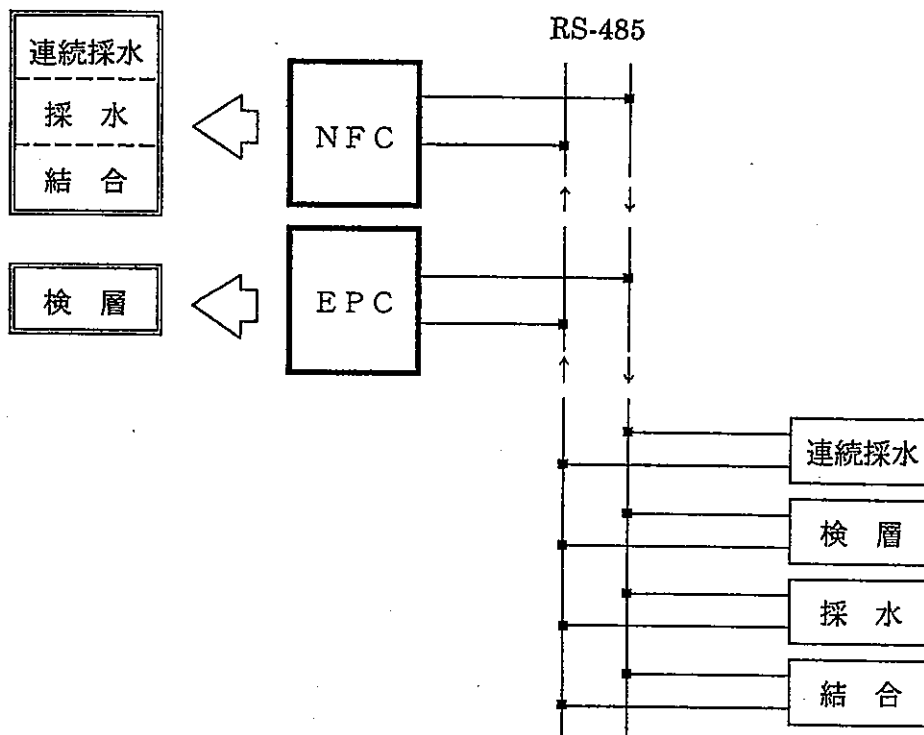 RS-485
連続採水
採 水
結 合
NFC
検 層
EPC
連続採水
検 層
採 水
結 合